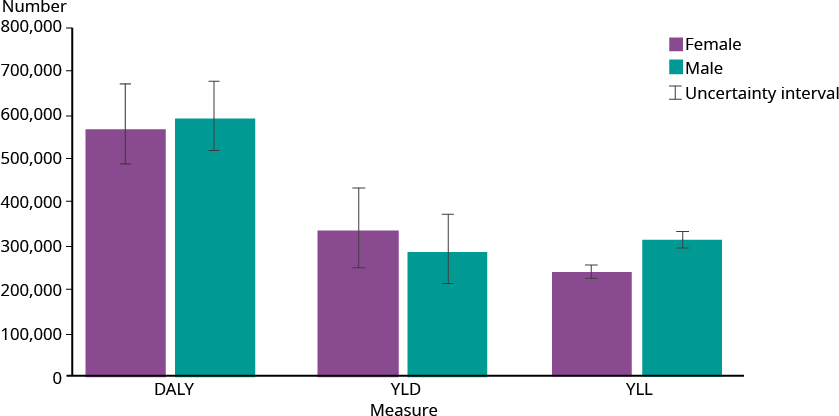 Number
800,000
700,000
600,000
500,000
400,000
300,000
200,000
100,000
0
Female
Male
Uncertainty interval
DALY YLD YLL
Measure